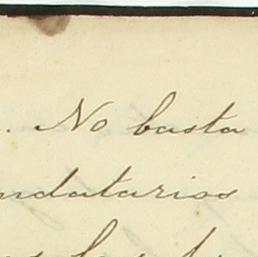 . No basta
ndatarios